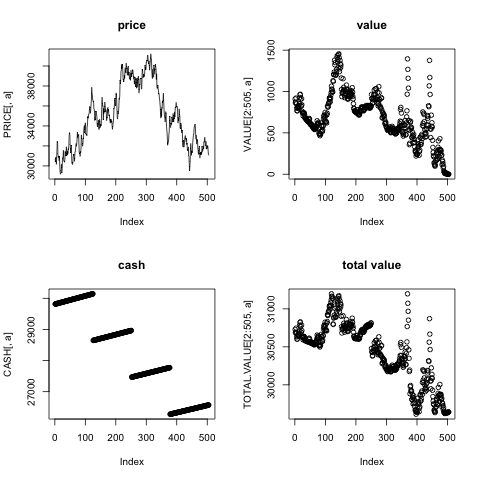 price
PRICE[, a]
30000 34000 38000
0 100 200 300 400 500
Index
value
VALUE[2:505, a]
0 500 1000 1500
0 100 200 300 400 500
Index
cash
CASH[, a]
27000 29000
0 100 200 300 400 500
Index
total value
TOTAL.VALUE[2:505, a]
30000 30500 31000
0 100 200 300 400 500
Index